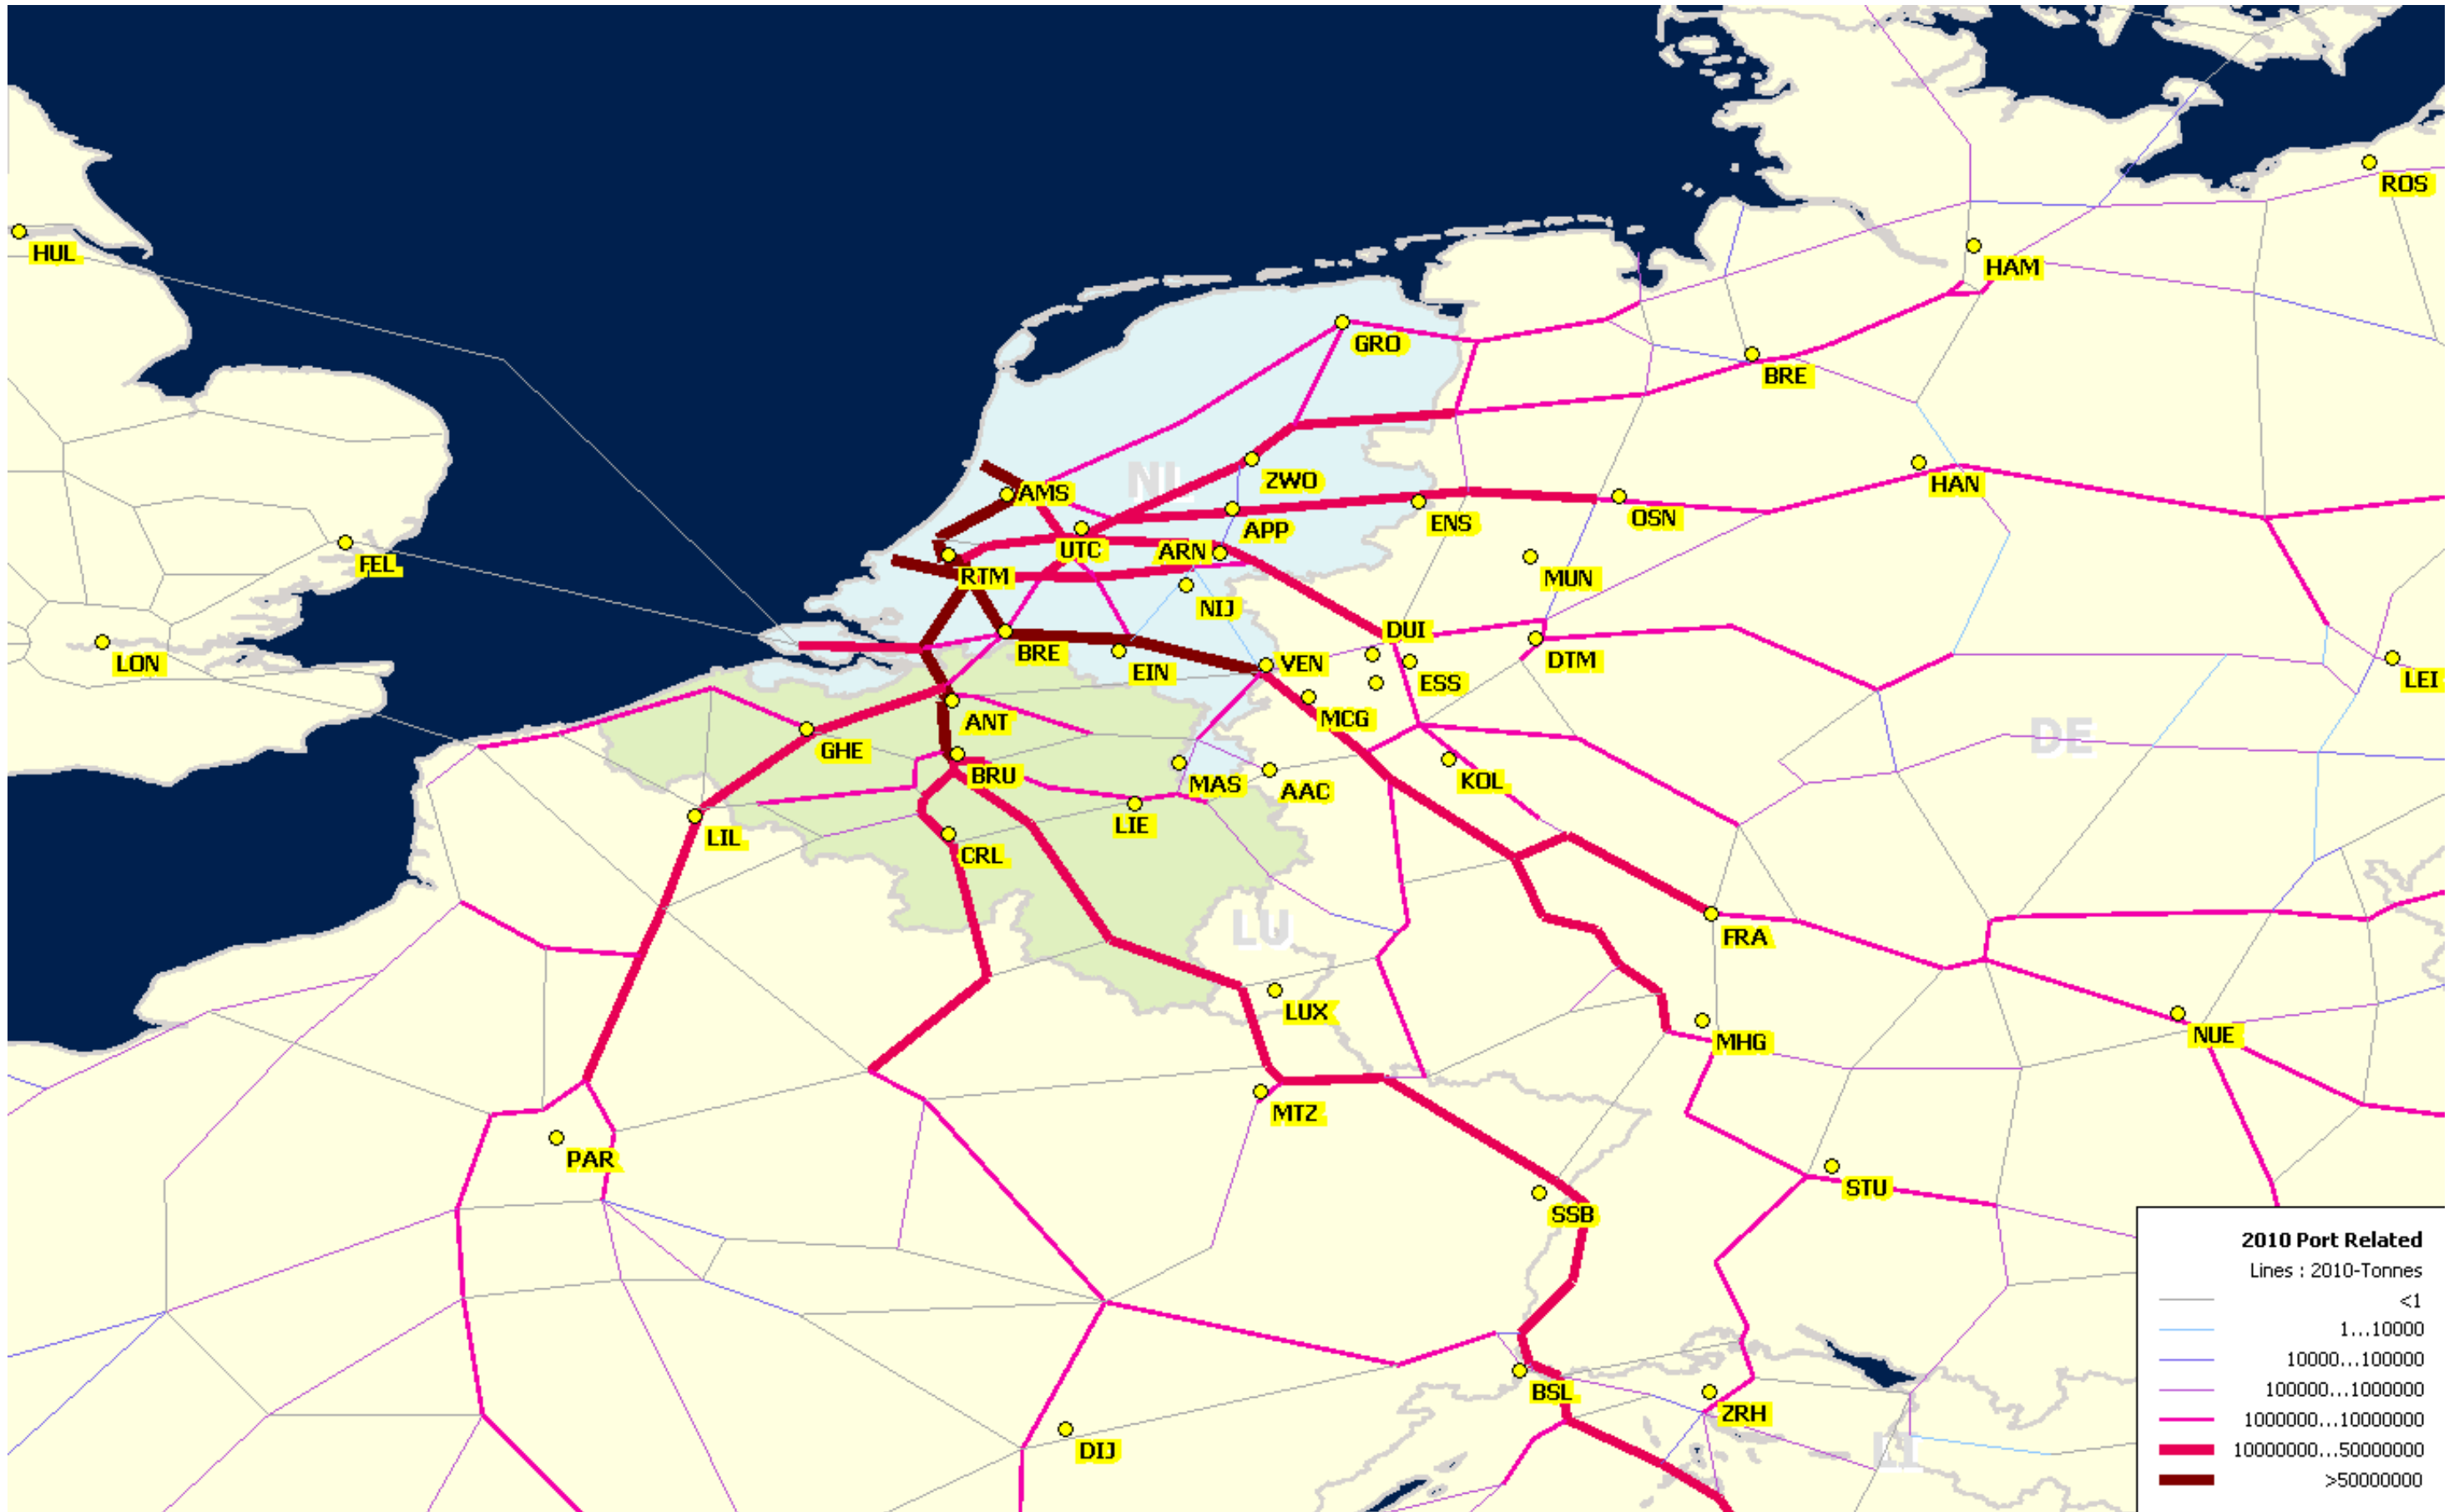 ROS
HUL
HAM
GRO
BRE
ZWO
NL
AMS
HAN
APP
ENS
OSN
FEL
UTC
ARN
RTM
MUN
NIJ
DUI
LON
BRE
EIN
VEN
DTM
ESS
LEI
ANT
MCG
GHE
DE
BRU
MAS
AAC
KOL
LIE
LIL
CRL
LU
FRA
LUX
MHG
NUE
MTZ
PAR
STU
SSB
BSL
ZRH
DIJ
LI
2010 Port Related
Lines : 2010-Tonnes
<1
1...10000
10000...100000
100000...1000000
1000000...10000000
10000000...50000000
>50000000